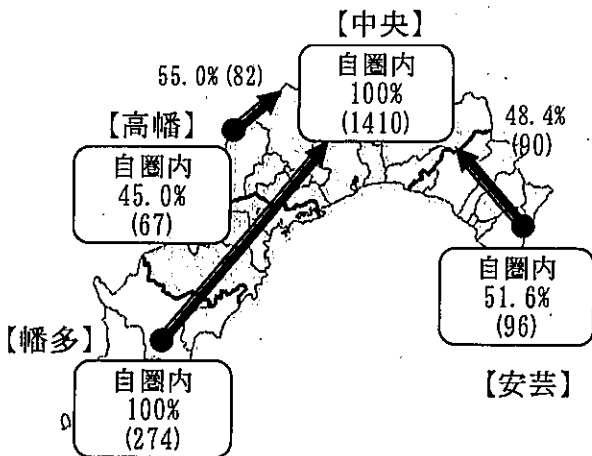 【中央】
自圏内
100%
(1410)
55.0%(82)
【高幡】
自圏内
45.0%
(67)
48.4%
(90)
自圏内
51.6%
(96)
【安芸】
【幡多】
自圏内
100%
(274)